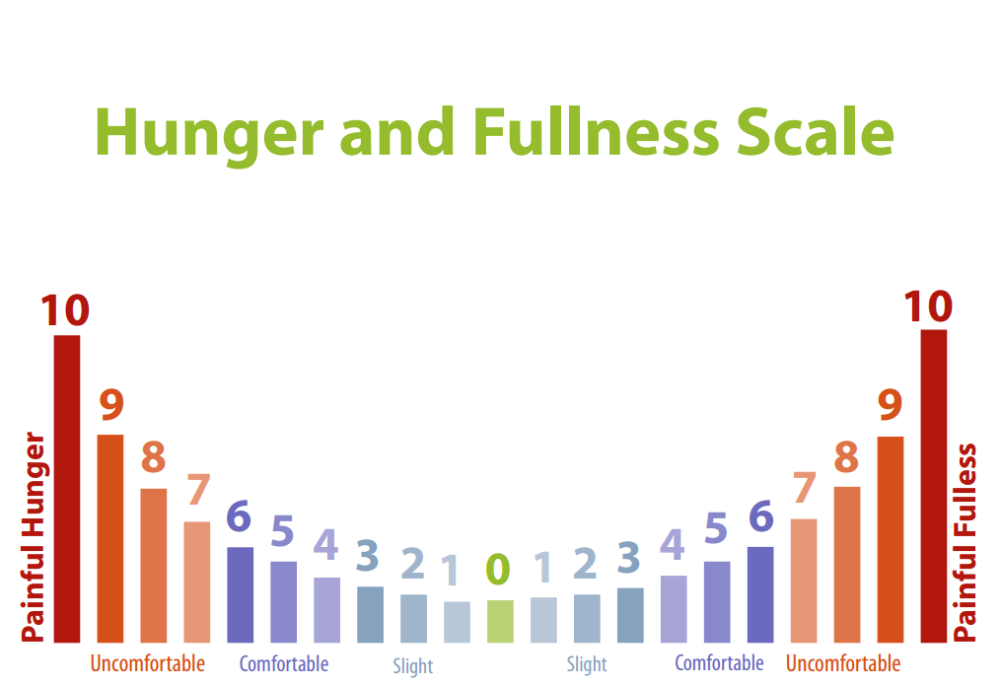 Hunger and Fullness Scale
10 9 8 7 6 5 4 3 2 1 0 1 2 3 4 5 6 7 8 9 10
Painful Hunger
Painful Fulless
Uncomfortable Comfortable Slight Slight Comfortable Uncomfortable